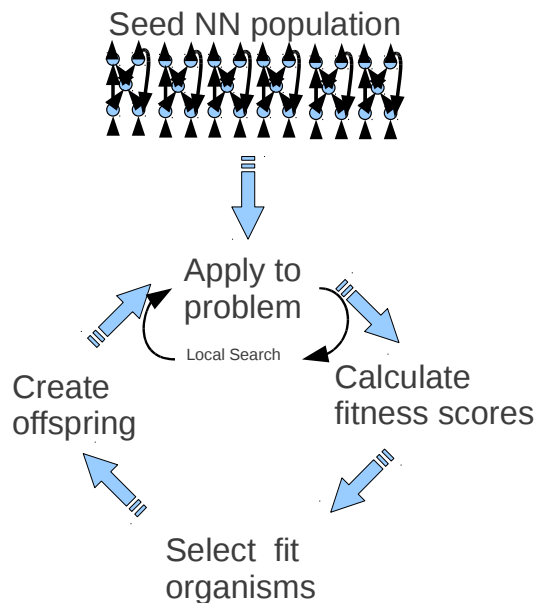 Seed NN population
Apply to
problem
Local Search
Calculate
fitness scores
Create
offspring
Select fit
organisms